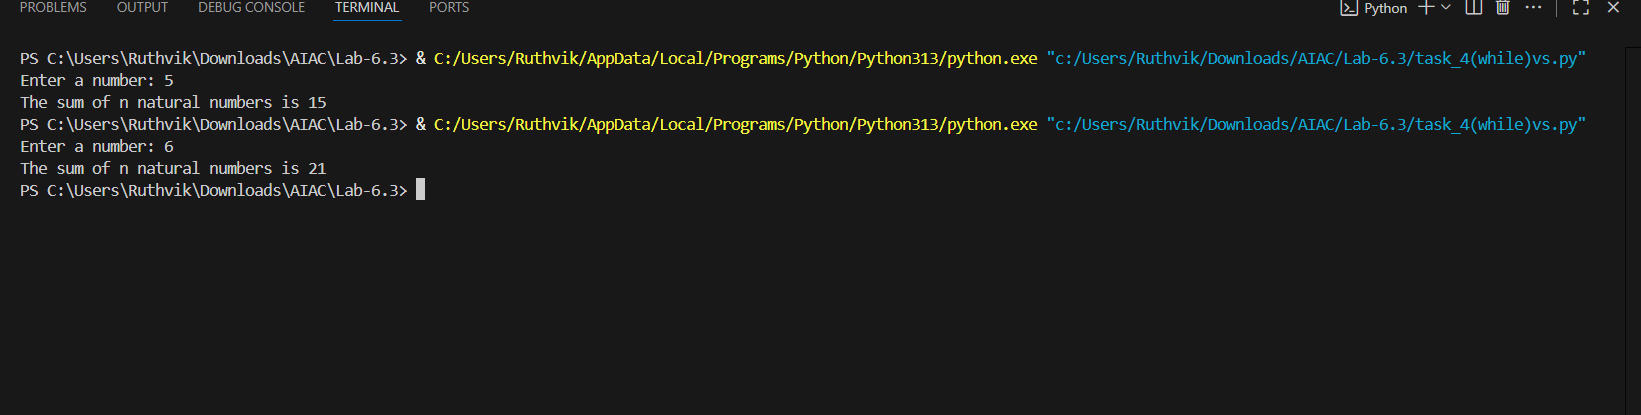 PROBLEMS OUTPUT DEBUG CONSOLE TERMINAL PORTS Python
PS C:\Users\Ruthvik\Downloads\AIAC\Lab-6.3> & C:/Users/Ruthvik/AppData/Local/Programs/Python/Python313/python.exe "c:/Users/Ruthvik/Downloads/AIAC/Lab-6.3/task_4(while)vs.py"
Enter a number: 5
The sum of n natural numbers is 15
PS C:\Users\Ruthvik\Downloads\AIAC\Lab-6.3> & C:/Users/Ruthvik/AppData/Local/Programs/Python/Python313/python.exe "c:/Users/Ruthvik/Downloads/AIAC/Lab-6.3/task_4(while)vs.py"
Enter a number: 6
The sum of n natural numbers is 21
PS C:\Users\Ruthvik\Downloads\AIAC\Lab-6.3>